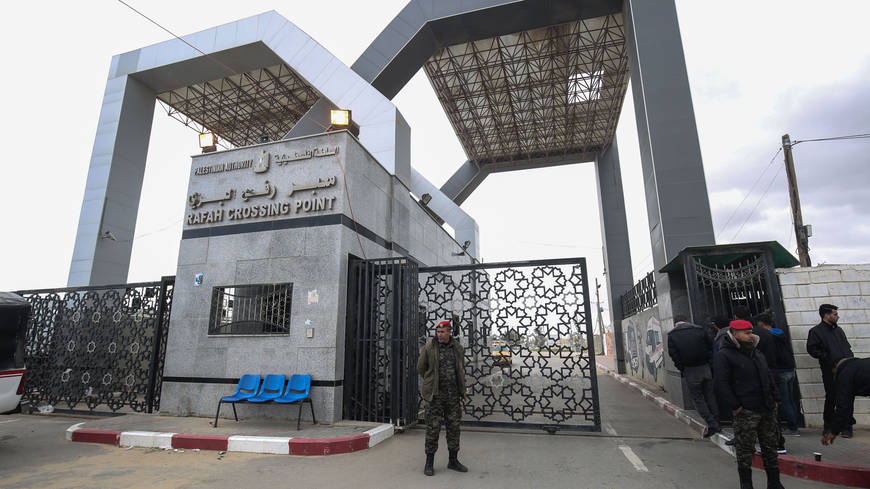 PALESTINIAN AUTHORITY السلطة الفلسطينية
معبر رفح البري
RAFAH CROSSING POINT